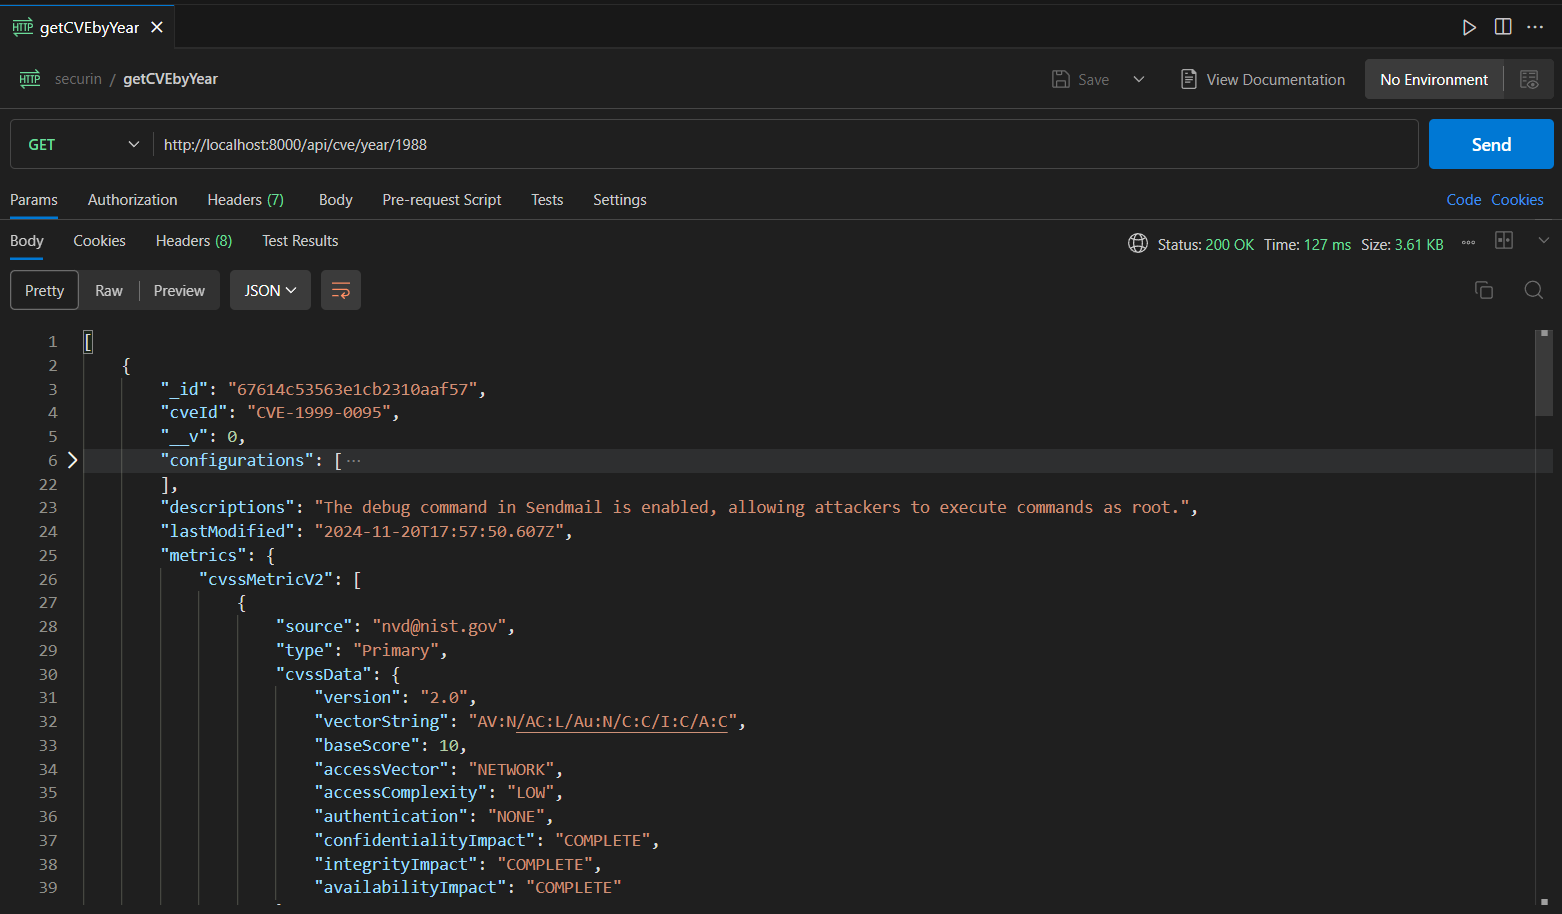 HTTP getCVEbyYear
HTTP securin / getCVEbyYear Save View Documentation No Environment
GET http://localhost:8000/api/cve/year/1988 Send
Params Authorization Headers (7) Body Pre-request Script Tests Settings Code Cookies
Body Cookies Headers (8) Test Results Status: 200 OK Time: 127 ms Size: 3.61 KB
Pretty Raw Preview JSON
1 [
2 {
3 "_id": "67614c53563e1cb2310aaf57",
4 "cveId": "CVE-1999-0095",
5 "__v": 0,
6 "configurations": [ ···
22 ],
23 "descriptions": "The debug command in Sendmail is enabled, allowing attackers to execute commands as root.",
24 "lastModified": "2024-11-20T17:57:50.607Z",
25 "metrics": {
26 "cvssMetricV2": [
27 {
28 "source": "nvd@nist.gov",
29 "type": "Primary",
30 "cvssData": {
31 "version": "2.0",
32 "vectorString": "AV:N/AC:L/Au:N/C:C/I:C/A:C",
33 "baseScore": 10,
34 "accessVector": "NETWORK",
35 "accessComplexity": "LOW",
36 "authentication": "NONE",
37 "confidentialityImpact": "COMPLETE",
38 "integrityImpact": "COMPLETE",
39 "availabilityImpact": "COMPLETE"